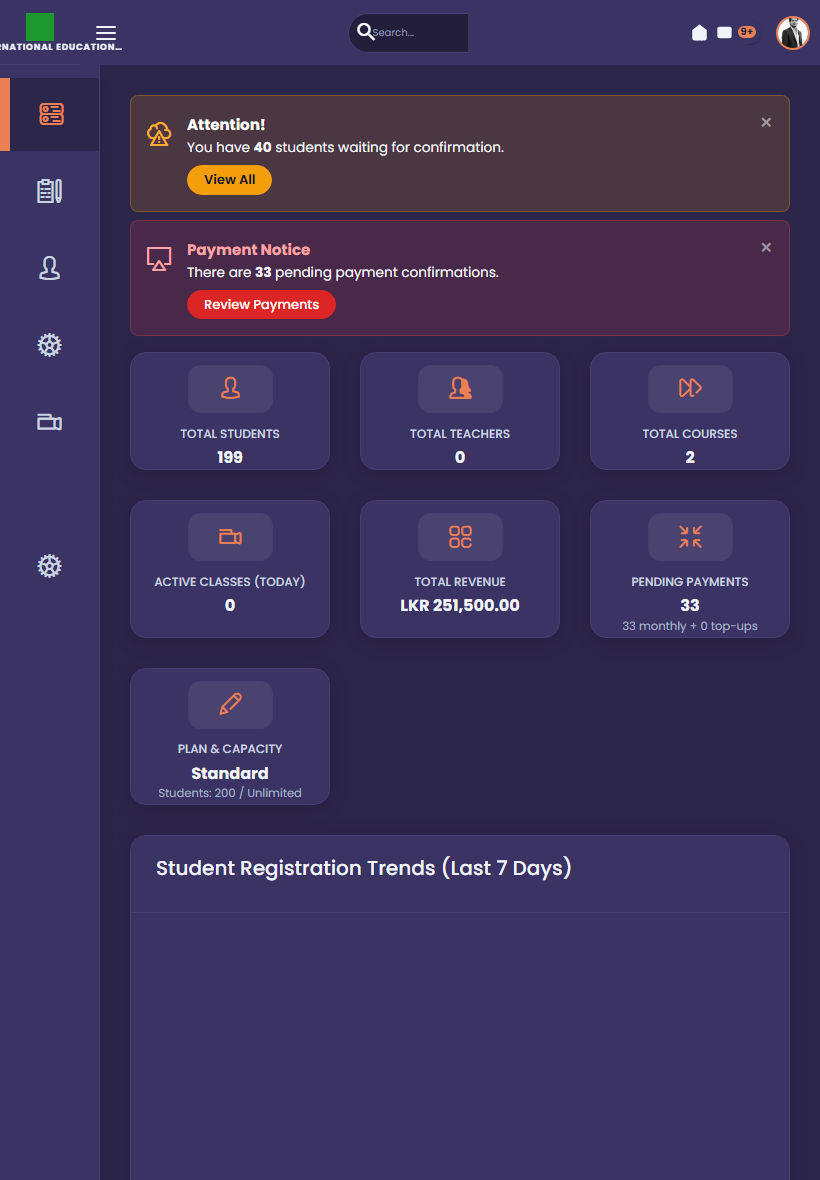 RNATIONAL EDUCATION...
Search...
9+
Attention!
You have 40 students waiting for confirmation.
View All
Payment Notice
There are 33 pending payment confirmations.
Review Payments
TOTAL STUDENTS
199
TOTAL TEACHERS
0
TOTAL COURSES
2
ACTIVE CLASSES (TODAY)
0
TOTAL REVENUE
LKR 251,500.00
PENDING PAYMENTS
33
33 monthly + 0 top-ups
PLAN & CAPACITY
Standard
Students: 200 / Unlimited
Student Registration Trends (Last 7 Days)